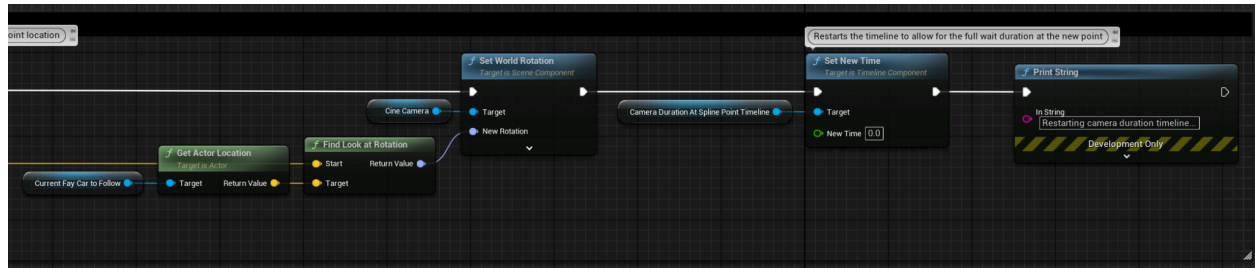 oint location
Restarts the timeline to allow for the full wait duration at the new point
Set World Rotation
Target is Scene Component
Set New Time
Target is Timeline Component
Print String
Cine Camera
Target
New Rotation
Camera Duration At Spline Point Timeline
Target
New Time 0.0
In String
Restarting camera duration timeline...
Development Only
Get Actor Location
Target is Actor
Find Look at Rotation
Start Return Value
Current Fay Car to Follow
Target Return Value
Target